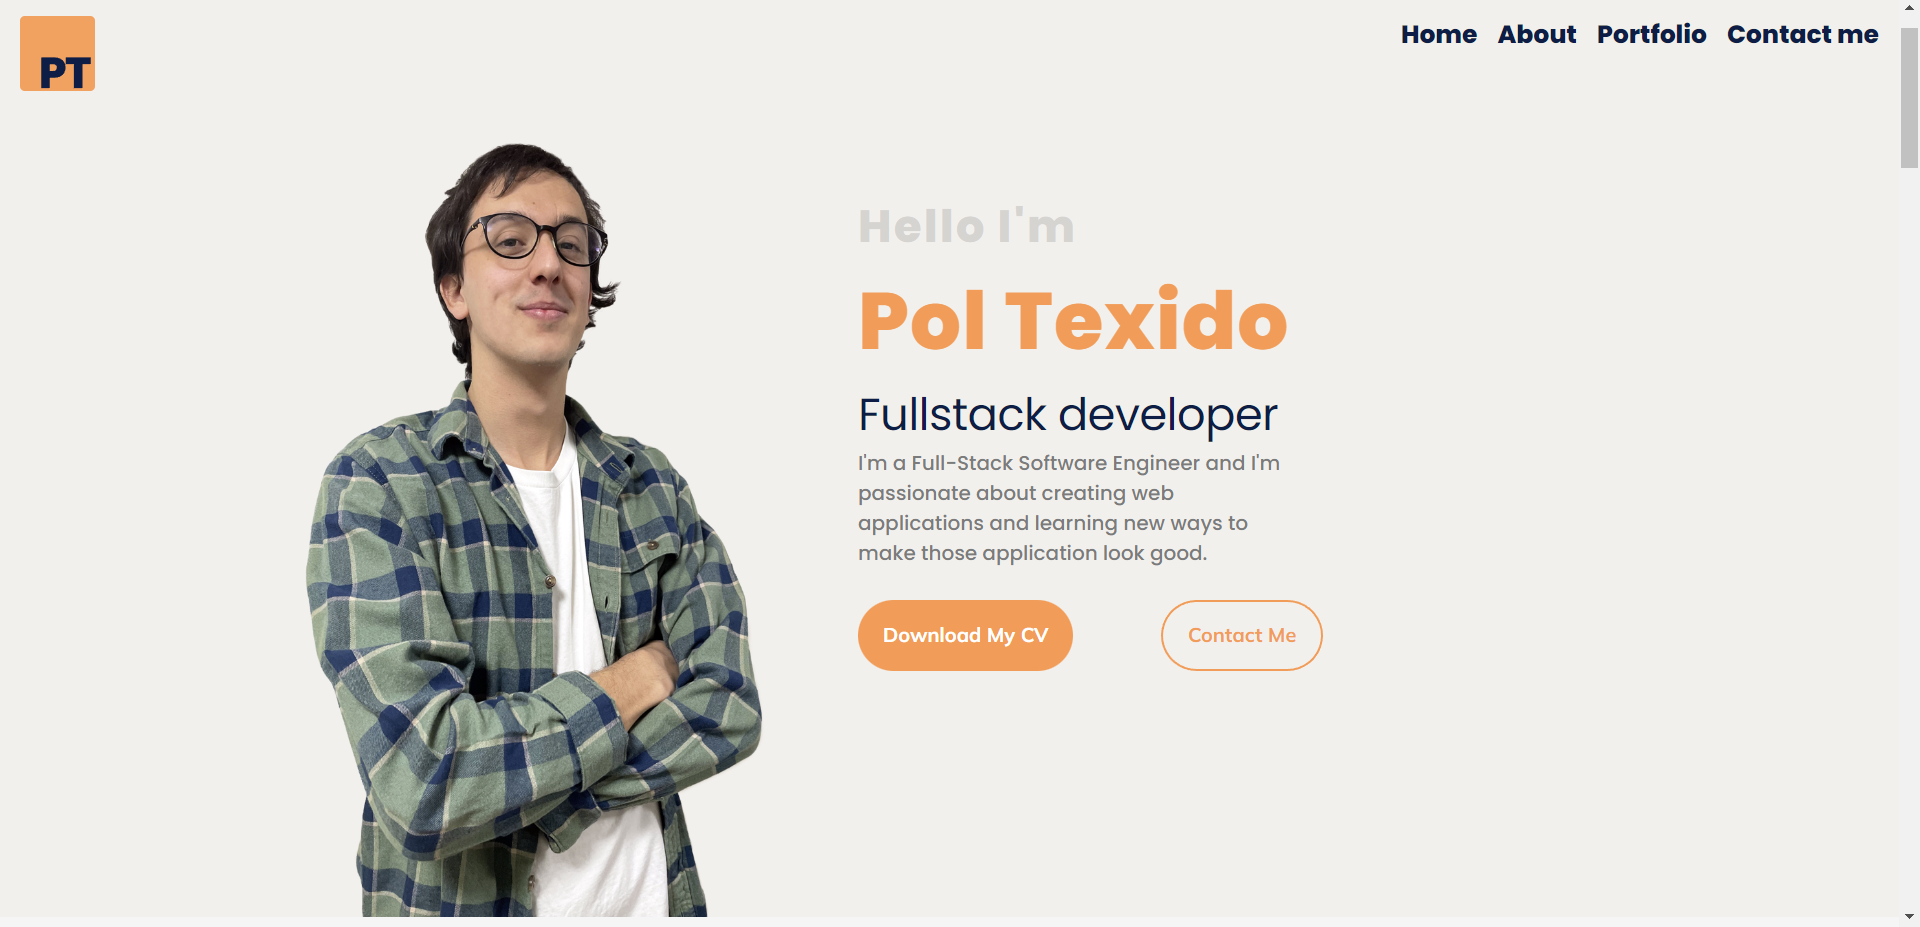 PT
Home About Portfolio Contact me
Hello I'm
Pol Texido
Fullstack developer
I'm a Full-Stack Software Engineer and I'm
passionate about creating web
applications and learning new ways to
make those application look good.
Download My CV
Contact Me